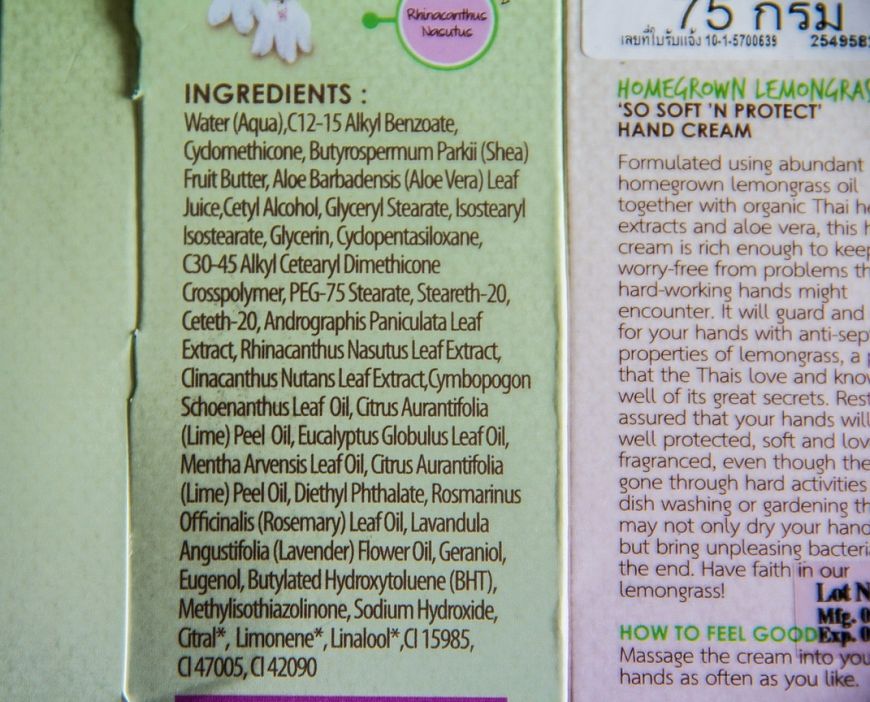 Rhinacanthus
Nasutus
INGREDIENTS :
Water (Aqua),C12-15 Alkyl Benzoate,
Cyclomethicone, Butyrospermum Parkii (Shea)
Fruit Butter, Aloe Barbadensis (Aloe Vera) Leaf
Juice,Cetyl Alcohol, Glyceryl Stearate, Isostearyl
Isostearate, Glycerin, Cyclopentasiloxane,
C30-45 Alkyl Cetearyl Dimethicone
Crosspolymer, PEG-75 Stearate, Steareth-20,
Ceteth-20, Andrographis Paniculata Leaf
Extract, Rhinacanthus Nasutus Leaf Extract,
Clinacanthus Nutans Leaf Extract,Cymbopogon
Schoenanthus Leaf Oil, Citrus Aurantifolia
(Lime) Peel Oil, Eucalyptus Globulus Leaf Oil,
Mentha Arvensis Leaf Oil, Citrus Aurantifolia
(Lime) Peel Oil, Diethyl Phthalate, Rosmarinus
Officinalis (Rosemary) Leaf Oil, Lavandula
Angustifolia (Lavender) Flower Oil, Geraniol,
Eugenol, Butylated Hydroxytoluene (BHT),
Methylisothiazolinone, Sodium Hydroxide,
Citral*, Limonene*, Linalool*,CI 15985,
CI 47005, CI 42090
75 กรัม
เลขที่ใบรับแจ้ง 10-1-5700639 254958
HOMEGROWN LEMONGRAS
'SO SOFT 'N PROTECT'
HAND CREAM
Formulated using abundant
homegrown lemongrass oil
together with organic Thai he
extracts and aloe vera, this h
cream is rich enough to keep
worry-free from problems th
hard-working hands might
encounter. It will guard and
for your hands with anti-sep
properties of lemongrass, a p
that the Thais love and know
well of its great secrets. Rest
assured that your hands will
well protected, soft and lov
fragranced, even though the
gone through hard activities
dish washing or gardening th
may not only dry your hand
but bring unpleasing bacteria
the end. Have faith in our
lemongrass!
Lot N
Mfg. 0
HOW TO FEEL GOOD Exp. 0
Massage the cream into you
hands as often as you like.